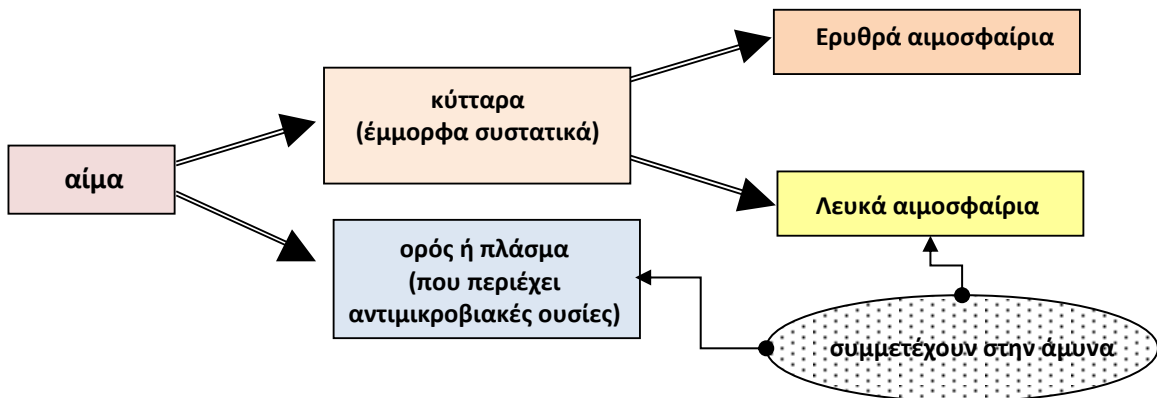 Ερυθρά αιμοσφαίρια
κύτταρα
(έμμορφα συστατικά)
αίμα
Λευκά αιμοσφαίρια
ορός ή πλάσμα
(που περιέχει
αντιμικροβιακές ουσίες)
συμμετέχουν στην άμυνα